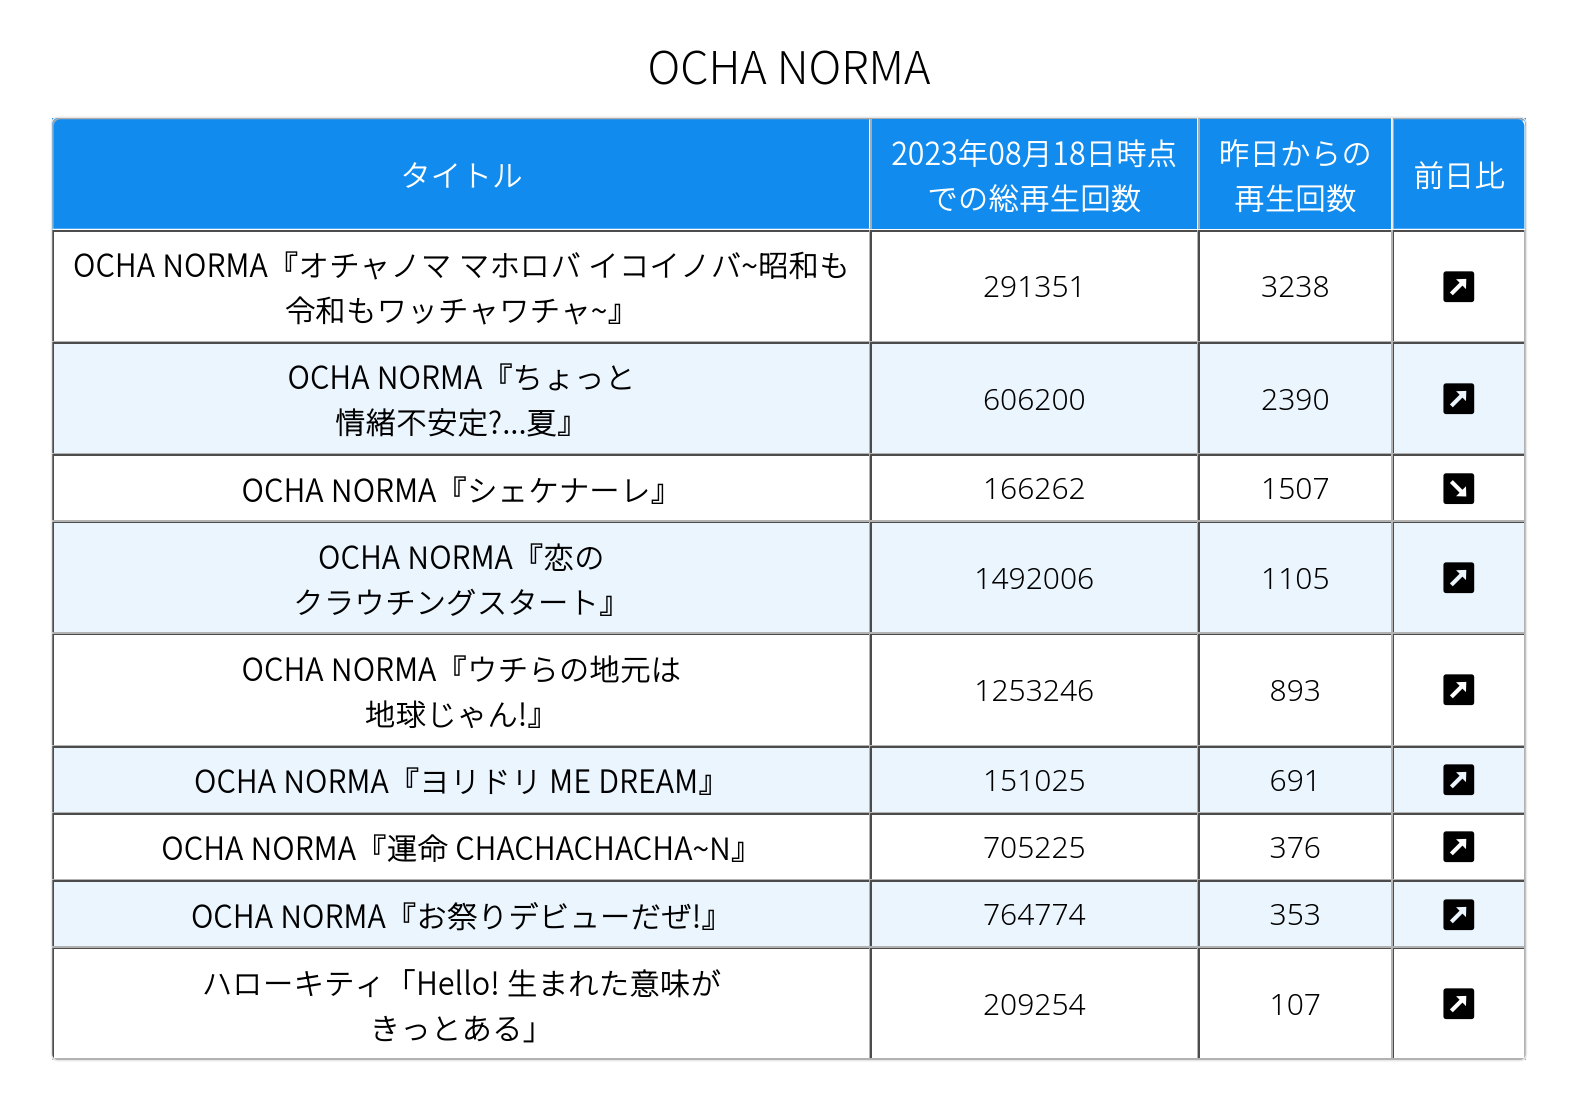 OCHA NORMA
タイトル
2023年08月18日時点
での総再生回数
昨日からの
再生回数
前日比
OCHA NORMA『オチャノマ マホロバ イコイノバ~昭和も
令和もワッチャワチャ~』
291351
3238
OCHA NORMA『ちょっと
情緒不安定?...夏』
606200
2390
OCHA NORMA『シェケナーレ』
166262
1507
OCHA NORMA『恋の
クラウチングスタート』
1492006
1105
OCHA NORMA『ウチらの地元は
地球じゃん!』
1253246
893
OCHA NORMA『ヨリドリ ME DREAM』
151025
691
OCHA NORMA『運命 CHACHACHACHA~N』
705225
376
OCHA NORMA『お祭りデビューだぜ!』
764774
353
ハローキティ「Hello! 生まれた意味が
きっとある」
209254
107